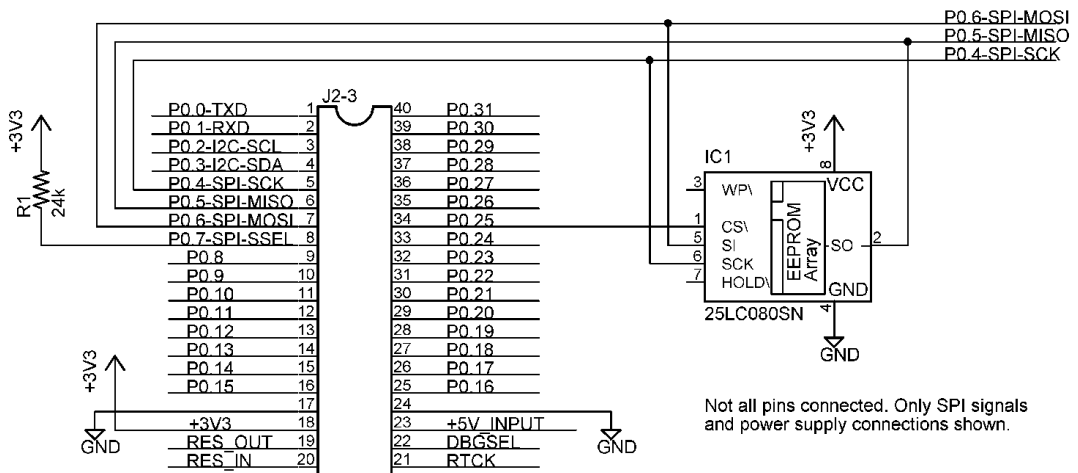 P0.6-SPI-MOSI
P0.5-SPI-MISO
P0.4-SPI-SCK
J2-3
P0.0-TXD 1 40 P0.31
P0.1-RXD 2 39 P0.30
P0.2-I2C-SCL 3 38 P0.29
P0.3-I2C-SDA 4 37 P0.28
P0.4-SPI-SCK 5 36 P0.27
P0.5-SPI-MISO 6 35 P0.26
P0.6-SPI-MOSI 7 34 P0.25
P0.7-SPI-SSEL 8 33 P0.24
P0.8 9 32 P0.23
P0.9 10 31 P0.22
P0.10 11 30 P0.21
P0.11 12 29 P0.20
P0.12 13 28 P0.19
P0.13 14 27 P0.18
P0.14 15 26 P0.17
P0.15 16 25 P0.16
17 24
+3V3 18 23 +5V_INPUT
RES_OUT 19 22 DBGSEL
RES_IN 20 21 RTCK
+3V3
R1
24k
+3V3
GND
GND
IC1
+3V3
8
VCC
3 WP\
1 CS\
5 SI
6 SCK
7 HOLD\
EEPROM
Array
SO 2
GND
4
25LC080SN
GND
Not all pins connected. Only SPI signals
and power supply connections shown.